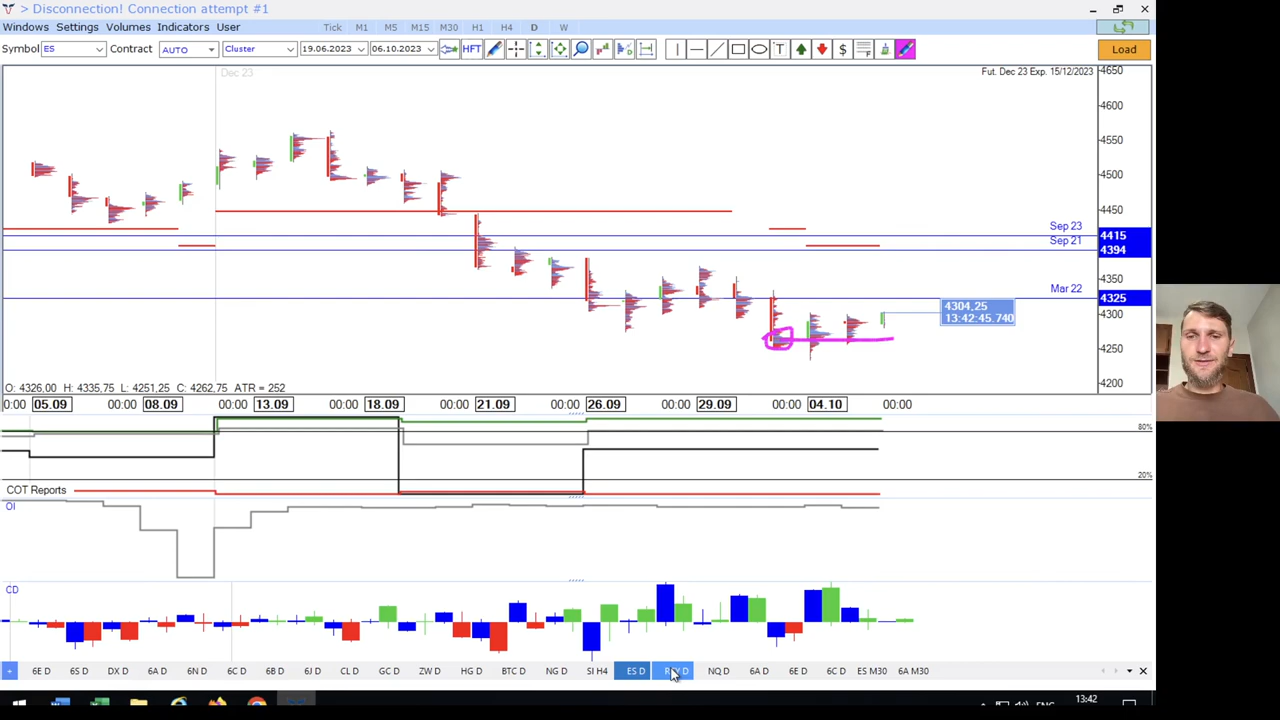 > Disconnection! Connection attempt #1
Windows Settings Volumes Indicators User Tick M1 M5 M15 M30 H1 H4 D W
Symbol ES Contract AUTO Cluster 19.06.2023 06.10.2023 HFT T $ Load
Dec 23
Fut. Dec 23 Exp. 15/12/2023
4650
4600
4550
4500
4450
Sep 23 4415
Sep 21 4394
4350
Mar 22 4325
4304,25
13:42:45.740
4300
4250
4200
O: 4326,00 H: 4335,75 L: 4251,25 C: 4262,75 ATR = 252
00:00 05.09 00:00 08.09 00:00 13.09 00:00 18.09 00:00 21.09 00:00 26.09 00:00 29.09 00:00 04.10 00:00
80%
20%
COT Reports
OI
CD
+ 6E D 6S D DX D 6A D 6N D 6C D 6B D 6J D CL D GC D ZW D HG D BTC D NG D SI H4 ES D NQ D 6A D 6E D 6C D ES M30 6A M30
13:42
ENG